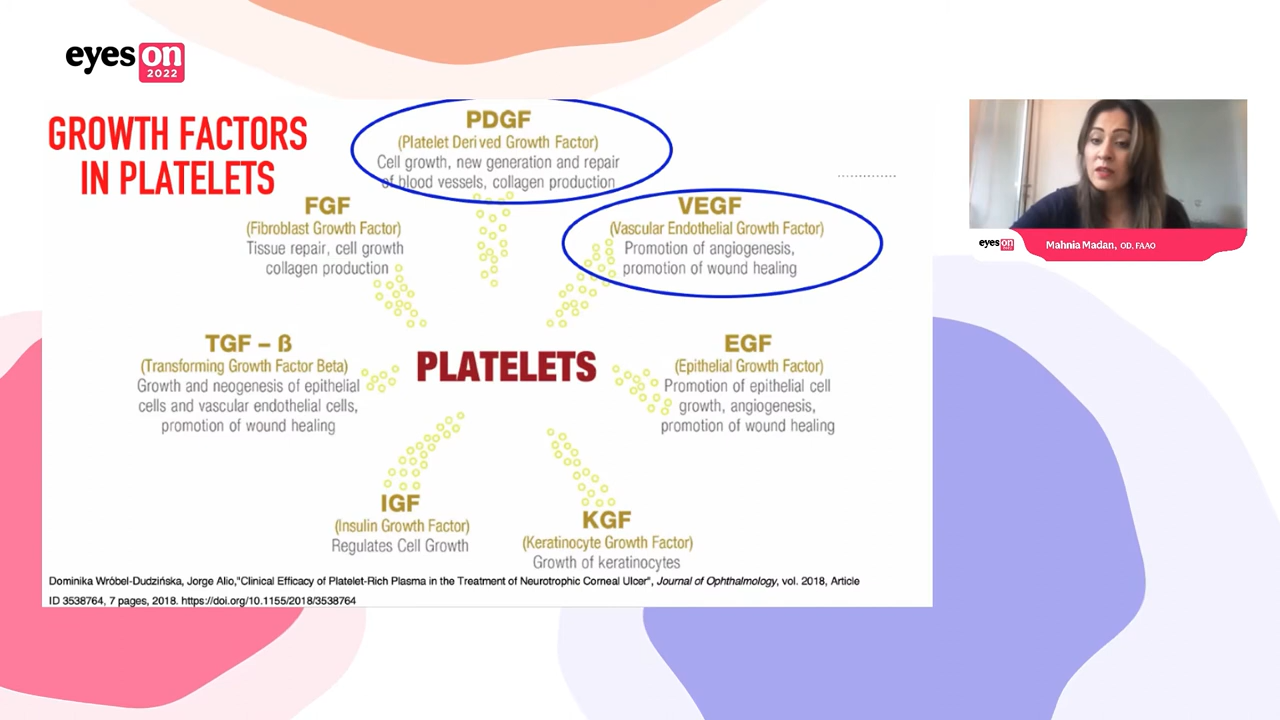 eyes on
2022
GROWTH FACTORS
IN PLATELETS
PDGF
(Platelet Derived Growth Factor)
Cell growth, new generation and repair
of blood vessels, collagen production
FGF
(Fibroblast Growth Factor)
Tissue repair, cell growth
collagen production
VEGF
(Vascular Endothelial Growth Factor)
Promotion of angiogenesis,
promotion of wound healing
TGF – ß
(Transforming Growth Factor Beta)
Growth and neogenesis of epithelial
cells and vascular endothelial cells,
promotion of wound healing
PLATELETS
EGF
(Epithelial Growth Factor)
Promotion of epithelial cell
growth, angiogenesis,
promotion of wound healing
IGF
(Insulin Growth Factor)
Regulates Cell Growth
KGF
(Keratinocyte Growth Factor)
Growth of keratinocytes
Dominika Wróbel-Dudzińska, Jorge Alio,"Clinical Efficacy of Platelet-Rich Plasma in the Treatment of Neurotrophic Corneal Ulcer", Journal of Ophthalmology, vol. 2018, Article
ID 3538764, 7 pages, 2018. https://doi.org/10.1155/2018/3538764
eyes on
2022
Mahnia Madan, OD, FAAO